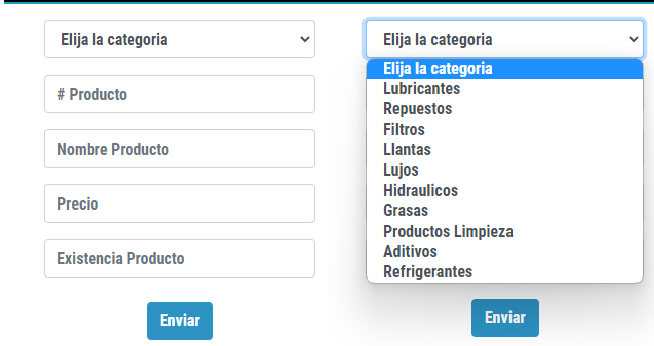 Elija la categoria
# Producto
Nombre Producto
Precio
Existencia Producto
Enviar
Elija la categoria
Elija la categoria
Lubricantes
Repuestos
Filtros
Llantas
Lujos
Hidraulicos
Grasas
Productos Limpieza
Aditivos
Refrigerantes
Enviar